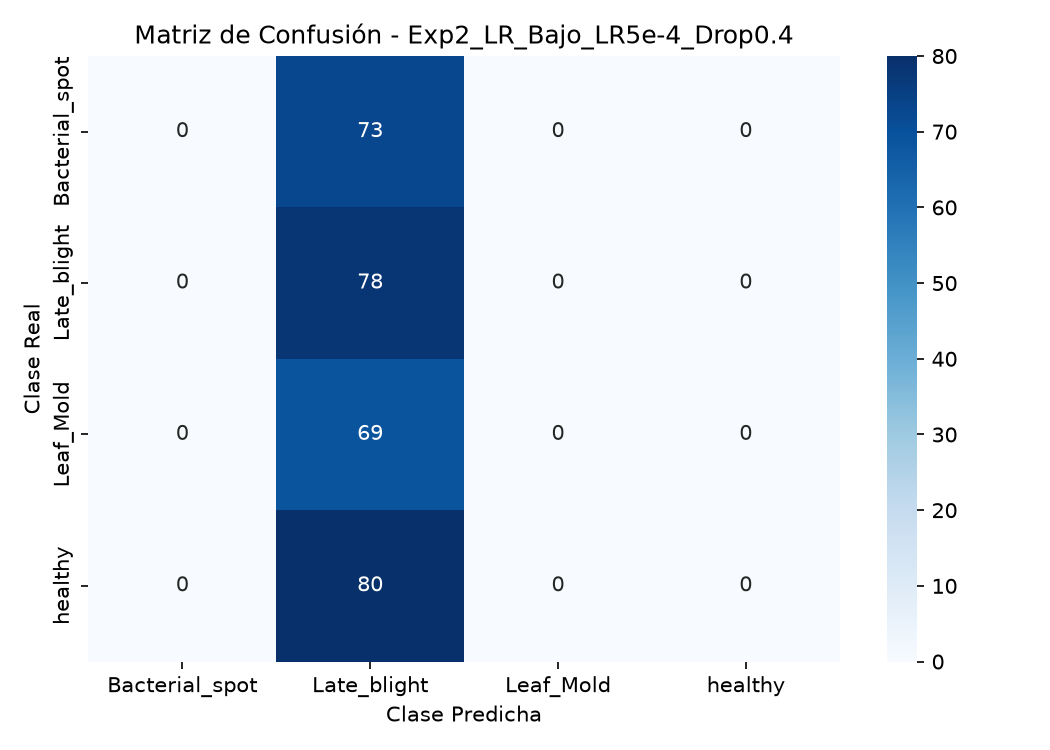 Matriz de Confusión - Exp2_LR_Bajo_LR5e-4_Drop0.4
Clase Real
Bacterial_spot
0 73 0 0
Late_blight
0 78 0 0
Leaf_Mold
0 69 0 0
healthy
0 80 0 0
Bacterial_spot Late_blight Leaf_Mold healthy
Clase Predicha
80
70
60
50
40
30
20
10
0